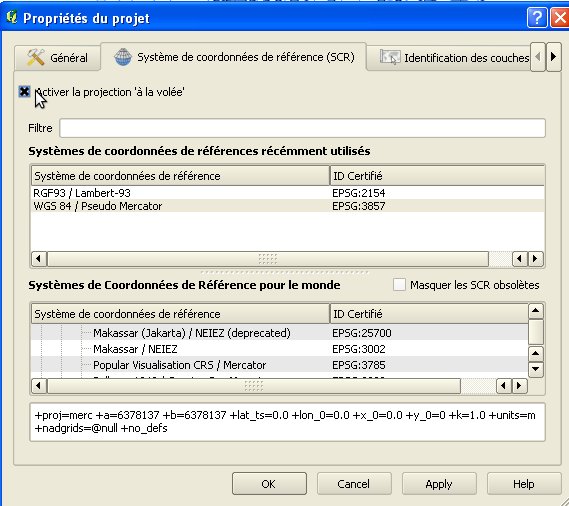 Propriétés du projet
Général
Système de coordonnées de référence (SCR)
Identification des couches
Activer la projection 'à la volée'
Filtre
Systèmes de coordonnées de références récémment utilisés
Système de coordonnées de référence ID Certifié
RGF93 / Lambert-93 EPSG:2154
WGS 84 / Pseudo Mercator EPSG:3857
Systèmes de Coordonnées de Référence pour le monde
Masquer les SCR obsolètes
Système de coordonnées de référence ID Certifié
Makassar (Jakarta) / NEIEZ (deprecated) EPSG:25700
Makassar / NEIEZ EPSG:3002
Popular Visualisation CRS / Mercator EPSG:3785
+proj=merc +a=6378137 +b=6378137 +lat_ts=0.0 +lon_0=0.0 +x_0=0.0 +y_0=0 +k=1.0 +units=m
+nadgrids=@null +no_defs
OK
Cancel
Apply
Help